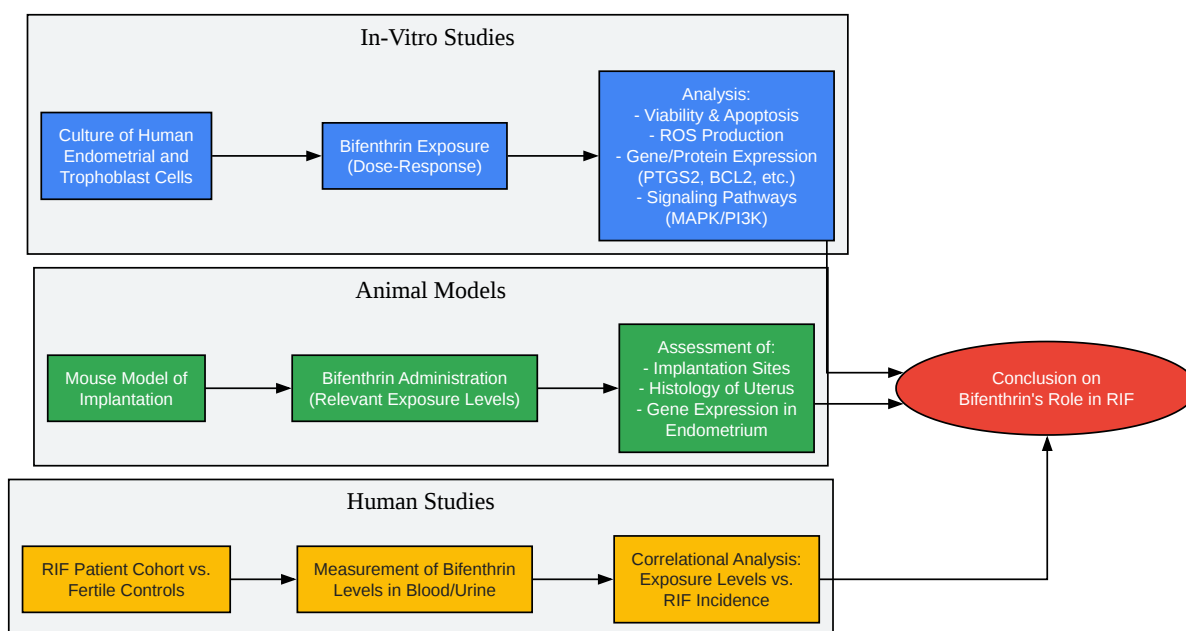 In-Vitro Studies
Culture of Human
Endometrial and
Trophoblast Cells
Bifenthrin Exposure
(Dose-Response)
Analysis:
- Viability & Apoptosis
- ROS Production
- Gene/Protein Expression
(PTGS2, BCL2, etc.)
- Signaling Pathways
(MAPK/PI3K)
Animal Models
Mouse Model of
Implantation
Bifenthrin Administration
(Relevant Exposure Levels)
Assessment of:
- Implantation Sites
- Histology of Uterus
- Gene Expression in
Endometrium
Conclusion on
Bifenthrin's Role in RIF
Human Studies
RIF Patient Cohort vs.
Fertile Controls
Measurement of Bifenthrin
Levels in Blood/Urine
Correlational Analysis:
Exposure Levels vs.
RIF Incidence